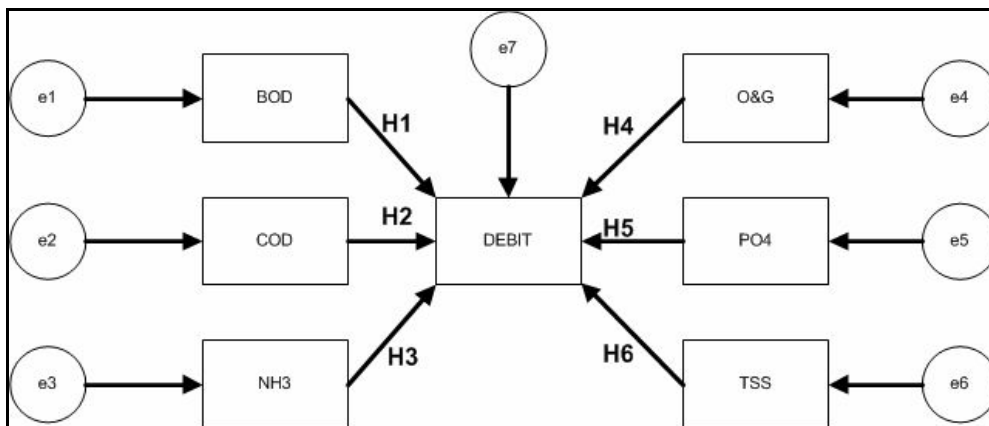 e7
e1
BOD
O&G
e4
H1
H4
e2
COD
H2
DEBIT
H5
PO4
e5
e3
NH3
H3
H6
TSS
e6